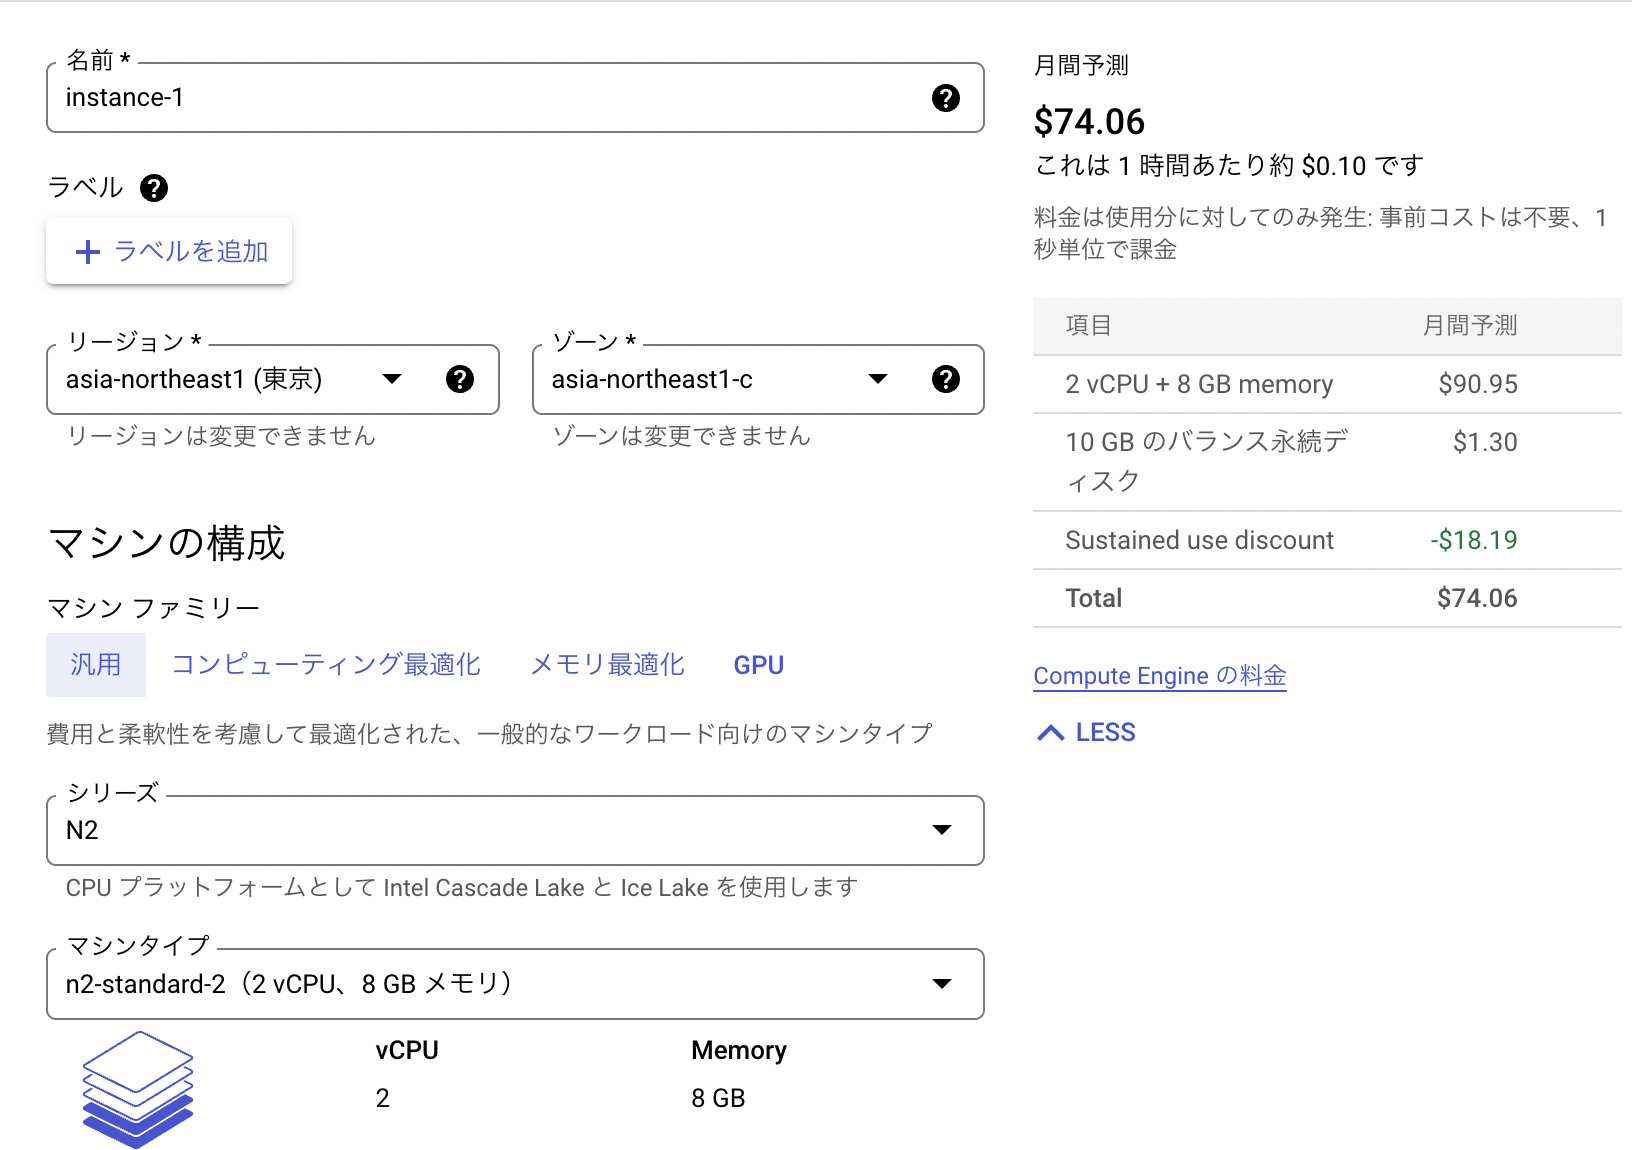 名前 *
instance-1
ラベル
ラベルを追加
リージョン *
asia-northeast1 (東京)
リージョンは変更できません
ゾーン *
asia-northeast1-c
ゾーンは変更できません
マシンの構成
マシン ファミリー
汎用 コンピューティング最適化 メモリ最適化 GPU
費用と柔軟性を考慮して最適化された、一般的なワークロード向けのマシンタイプ
シリーズ
N2
CPU プラットフォームとして Intel Cascade Lake と Ice Lake を使用します
マシンタイプ
n2-standard-2（2 vCPU、8 GB メモリ）
vCPU Memory
2 8 GB
月間予測
$74.06
これは 1 時間あたり約 $0.10 です
料金は使用分に対してのみ発生: 事前コストは不要、1
秒単位で課金
項目 月間予測
2 vCPU + 8 GB memory $90.95
10 GB のバランス永続デ $1.30
ィスク
Sustained use discount -$18.19
Total $74.06
Compute Engine の料金
LESS